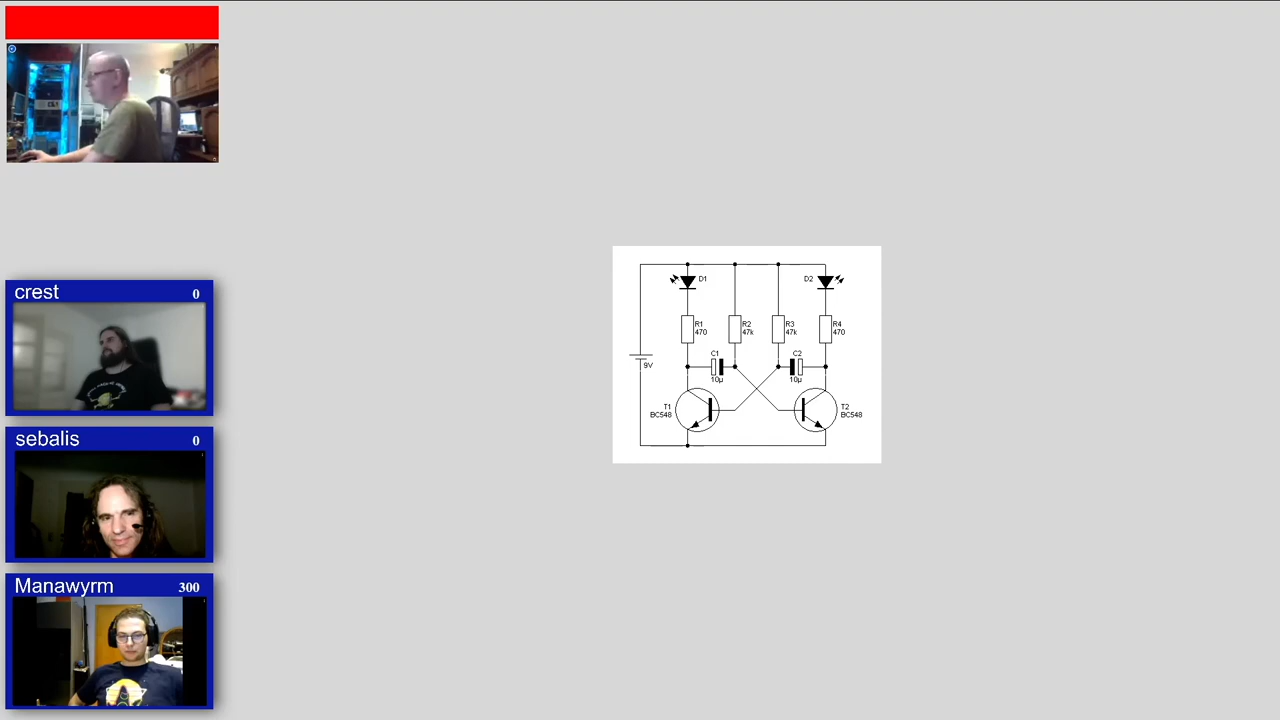 crest 0
sebalis 0
Manawyrm 300
D1
D2
R1
470
R2
47k
R3
47k
R4
470
C1
10µ
C2
10µ
9V
T1
BC548
T2
BC548